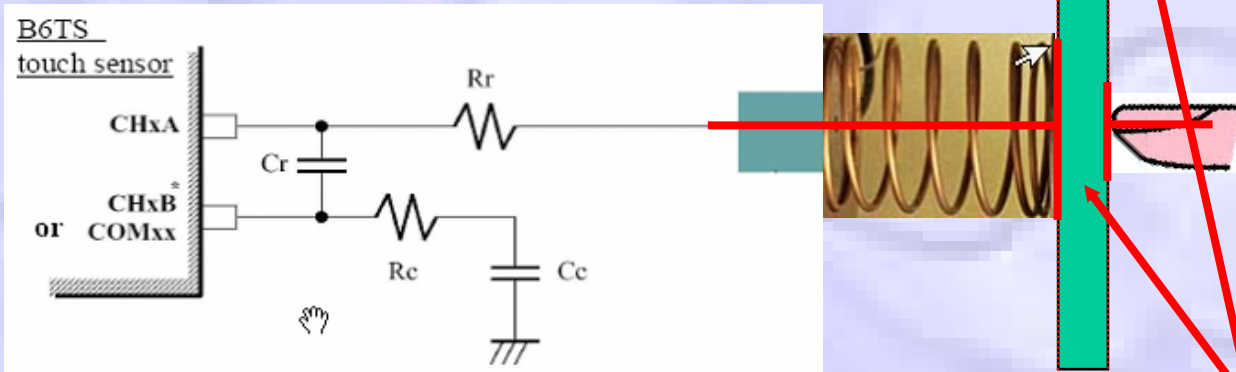 B6TS
touch sensor
CHxA
Rr
Cr
*
CHxB
or COMxx
Rc
Cc